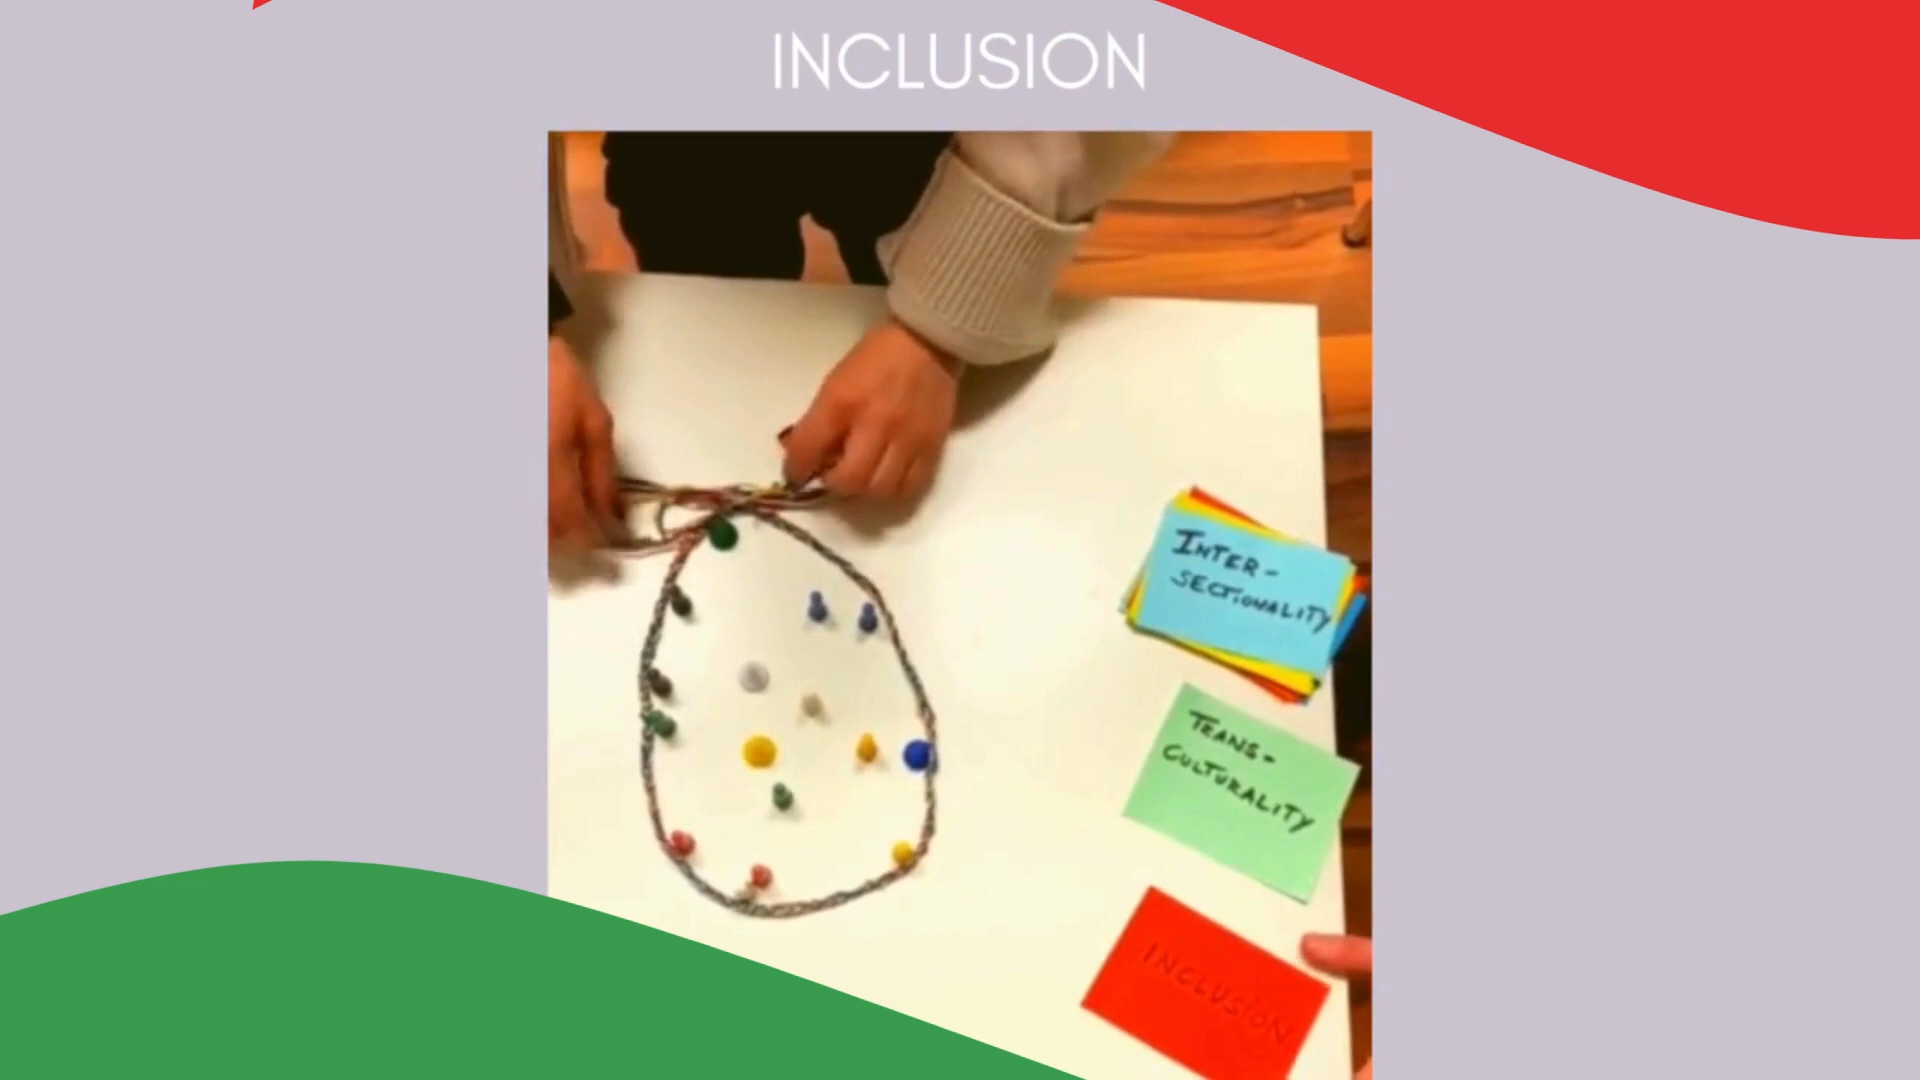 INCLUSION
INTER-
SECTIONALITY
TRANS-
CULTURALITY
INCLUSION